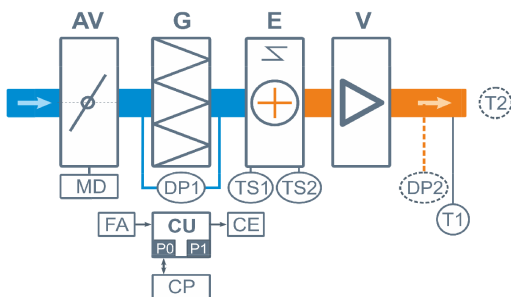 AV G E V
T2
MD DP1 TS1 TS2 DP2
T1
FA CU CE
P0 P1
CP